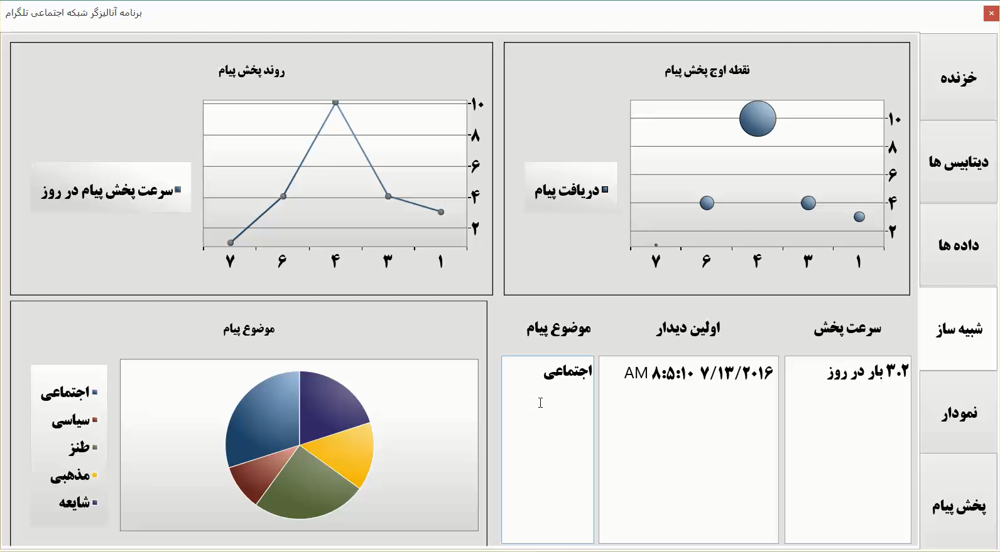 برنامه آنالیزگر شبکه اجتماعی تلگرام
×
خزنده
دیتابیس ها
داده ها
شبیه ساز
نمودار
پخش پیام
نقطه اوج پخش پیام
۱۰
۸
۶
۴
۲
۱ ۳ ۴ ۶ ۷
دریافت پیام
روند پخش پیام
۱۰
۸
۶
۴
۲
۱ ۳ ۴ ۶ ۷
سرعت پخش پیام در روز
سرعت پخش
۳.۲ بار در روز
اولین دیدار
۷/۱۳/۲۰۱۶ ۸:۵:۱۰ AM
موضوع پیام
اجتماعی
موضوع پیام
اجتماعی
سیاسی
طنز
مذهبی
شایعه